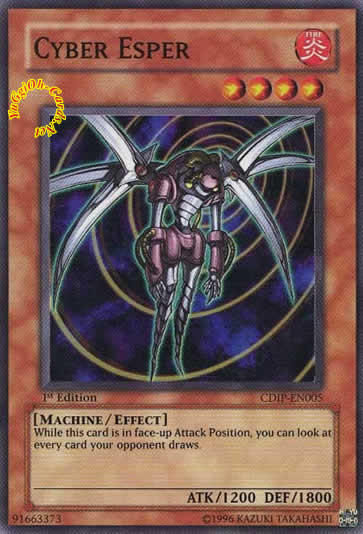 CYBER ESPER
FIRE
炎
YuGiOh-Cards.Net
1st Edition
CDIP-EN005
[MACHINE/EFFECT]
While this card is in face-up Attack Position, you can look at
every card your opponent draws.
ATK/1200 DEF/1800
91663373
©1996 KAZUKI TAKAHASHI